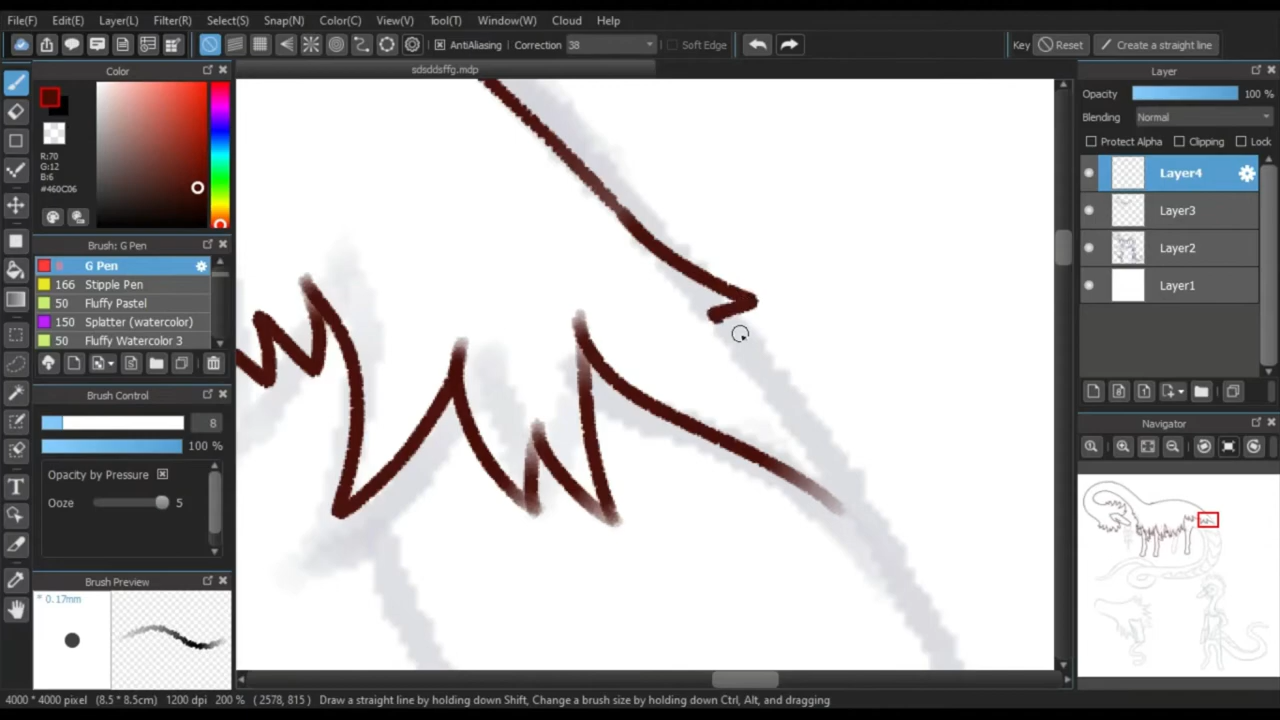 File(F) Edit(E) Layer(L) Filter(R) Select(S) Snap(N) Color(C) View(V) Tool(T) Window(W) Cloud Help
AntiAliasing Correction 38 Soft Edge Key Reset Create a straight line
sdsddsffg.mdp
Color
R:70
G:12
B:6
#460C06
Brush: G Pen
8 G Pen
166 Stipple Pen
50 Fluffy Pastel
150 Splatter (watercolor)
50 Fluffy Watercolor 3
Brush Control
8
100 %
Opacity by Pressure
Ooze 5
Brush Preview
* 0.17mm
Layer
Opacity 100 %
Blending Normal
Protect Alpha Clipping Lock
Layer4
Layer3
Layer2
Layer1
Navigator
4000 * 4000 pixel (8.5 * 8.5cm) 1200 dpi 200 % ( 2578, 815 ) Draw a straight line by holding down Shift, Change a brush size by holding down Ctrl, Alt, and dragging